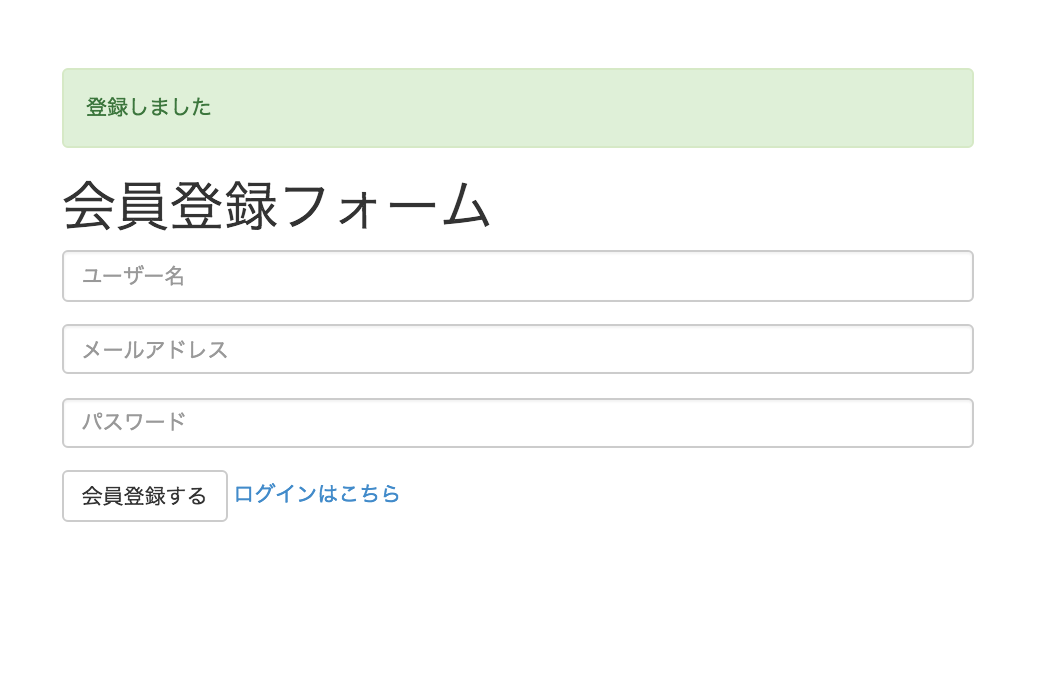 登録しました
会員登録フォーム
ユーザー名
メールアドレス
パスワード
会員登録する ログインはこちら